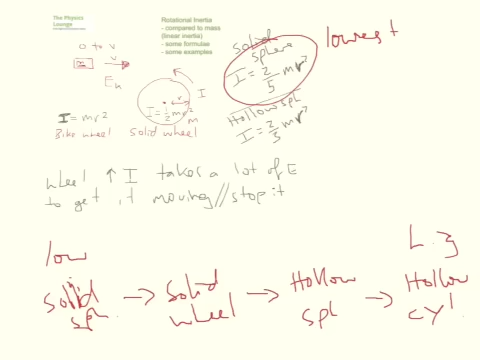 The Physics
Lounge
Rotational Inertia
- compared to mass
(linear inertia)
- some formulae
- some examples
0 to v
m
v
Ek
r
I
I = 1/2 mr²
m
I = mr²
Bike wheel
solid wheel
solid
sphere
I = 2/5 mr²
lowest
Hollow sph
I = 2/3 mr²
wheel ↑ I takes a lot of E
to get it moving // stop it
low
solid
sph
→ solid
wheel
→ Hollow
sph
→ Hollow
cyl